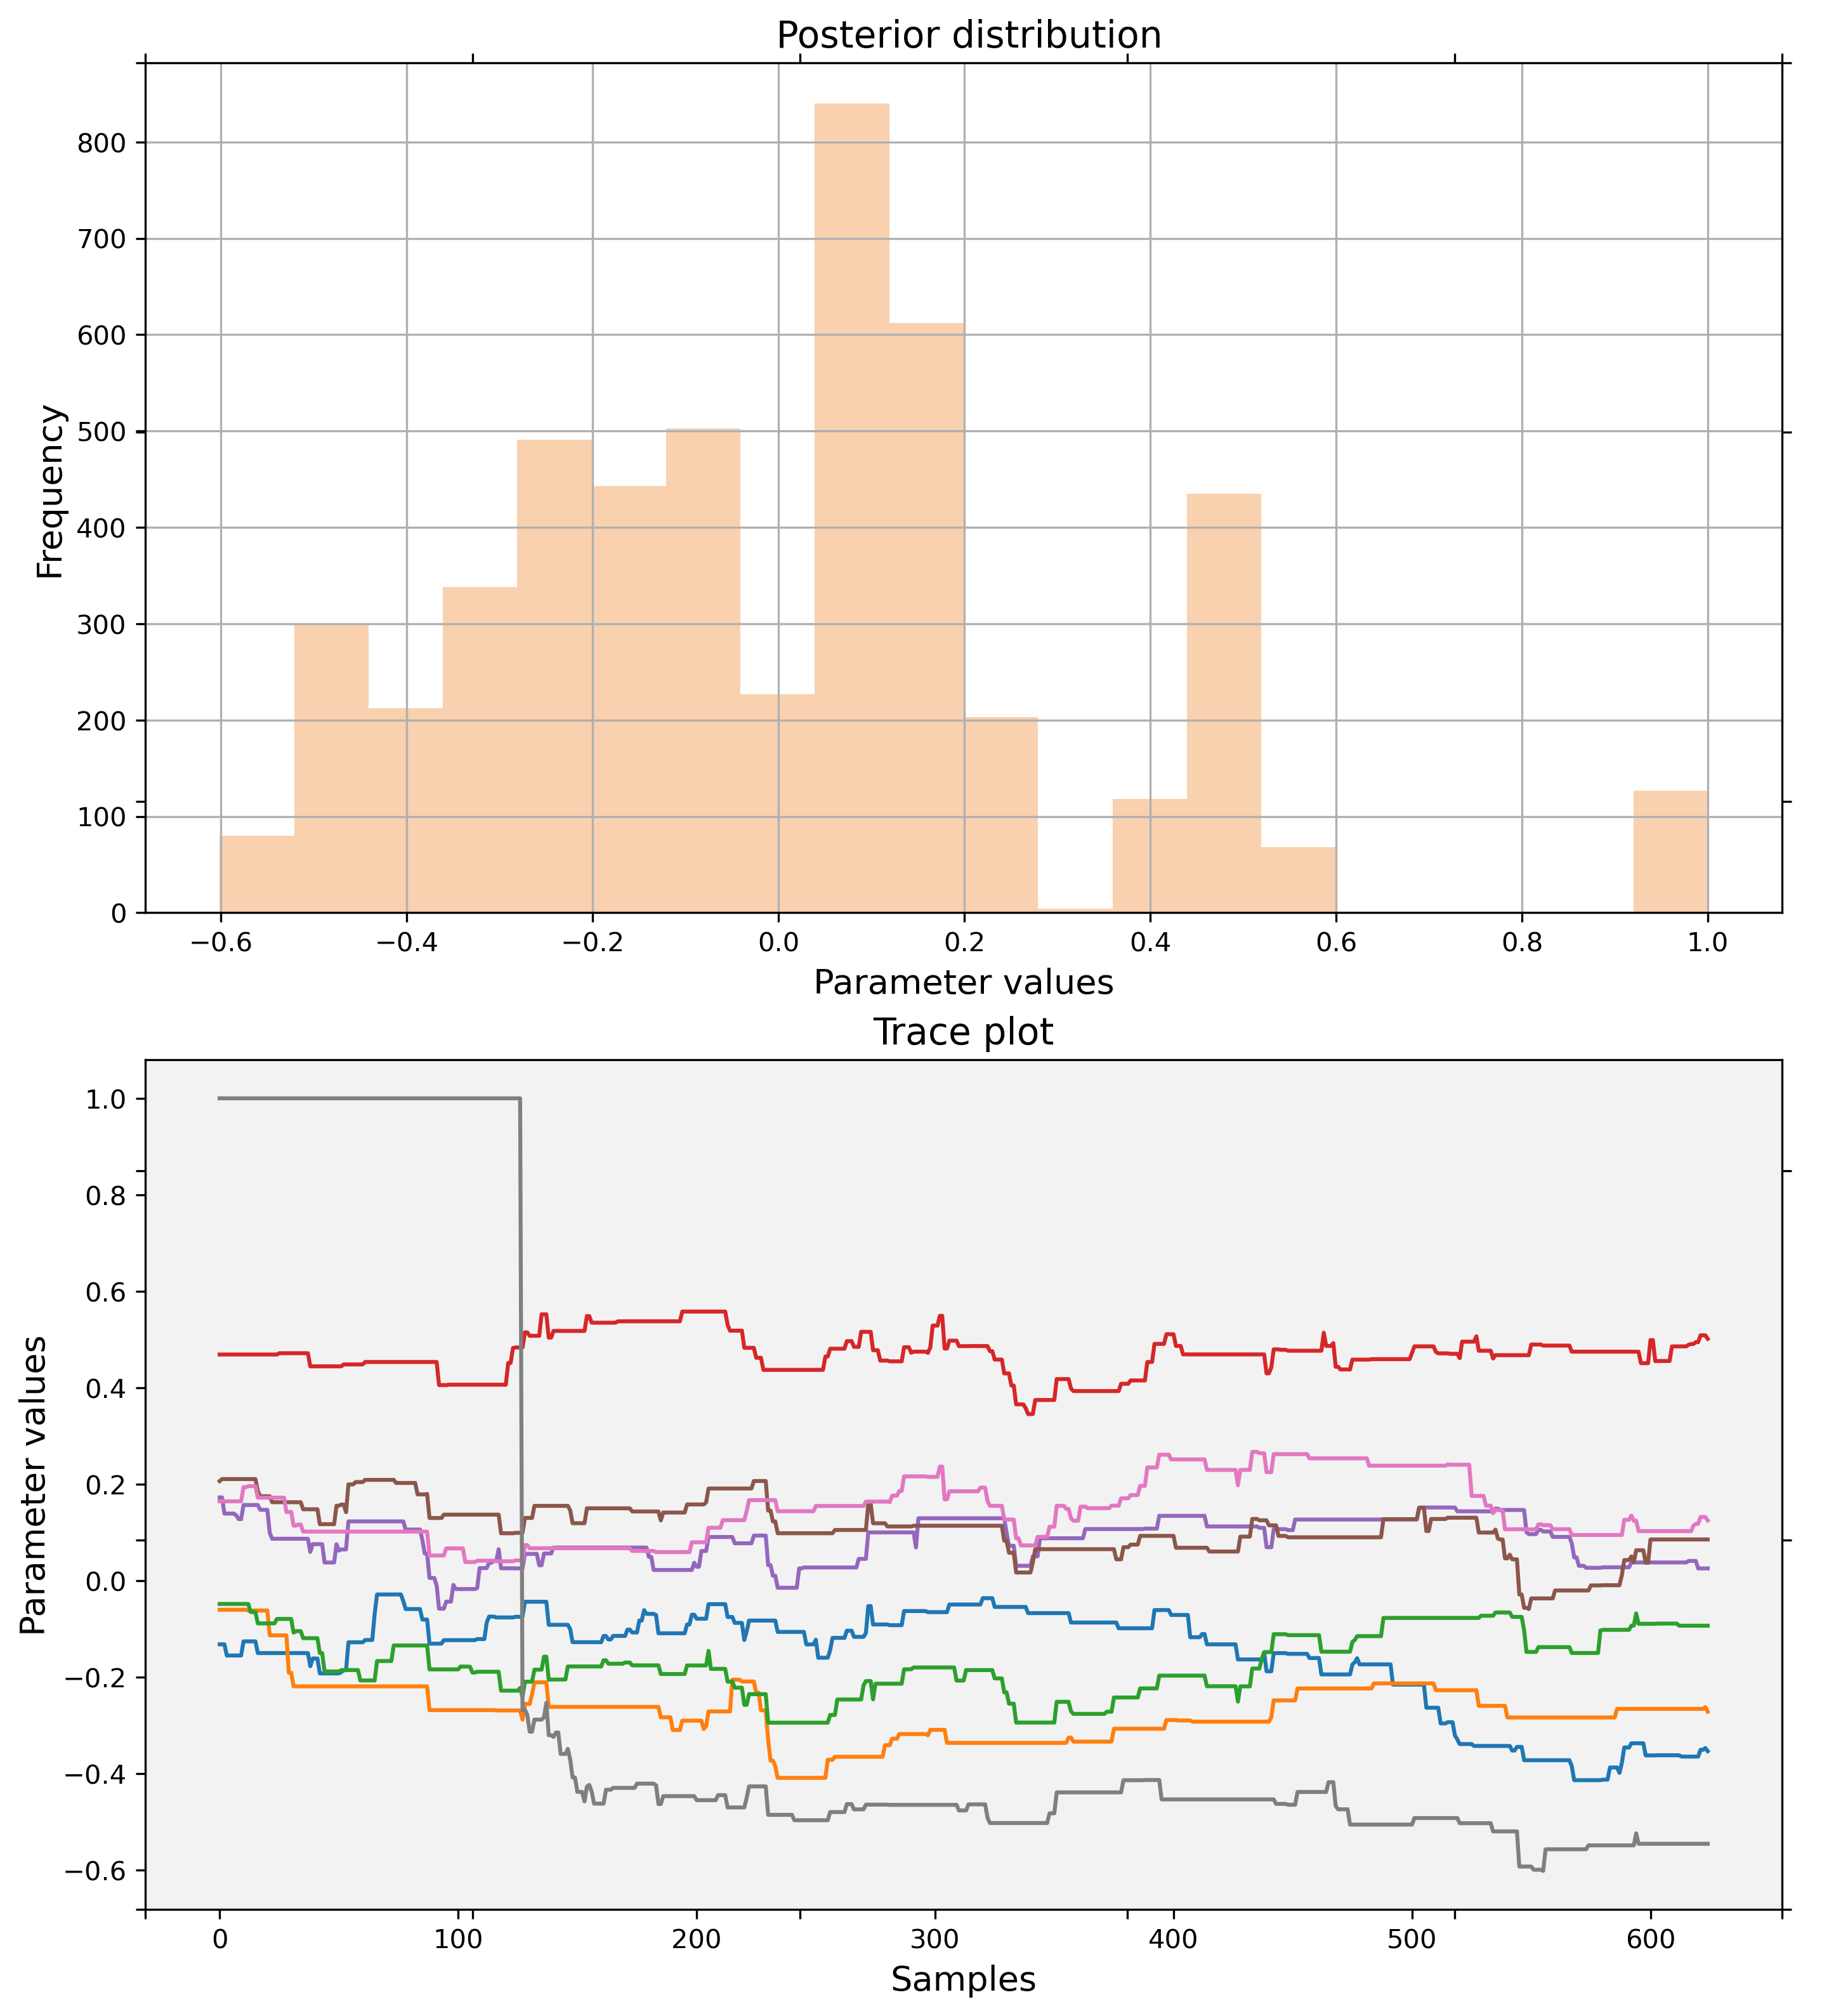 Posterior distribution
800
700
600
500
400
300
200
100
0
Frequency
−0.6 −0.4 −0.2 0.0 0.2 0.4 0.6 0.8 1.0
Parameter values
Trace plot
1.0
0.8
0.6
0.4
0.2
0.0
−0.2
−0.4
−0.6
Parameter values
0 100 200 300 400 500 600
Samples